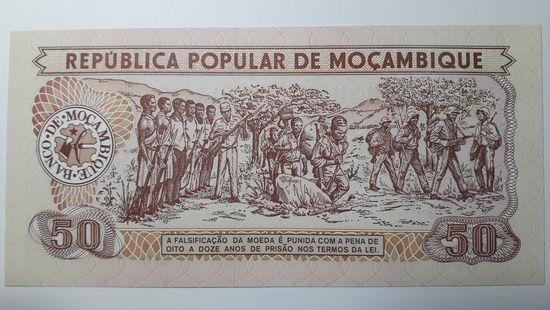 REPÚBLICA POPULAR DE MOÇAMBIQUE
BANCO · DE · MOÇAMBIQUE
50
50
A FALSIFICAÇÃO DA MOEDA É PUNIDA COM A PENA DE
OITO A DOZE ANOS DE PRISÃO NOS TERMOS DA LEI.